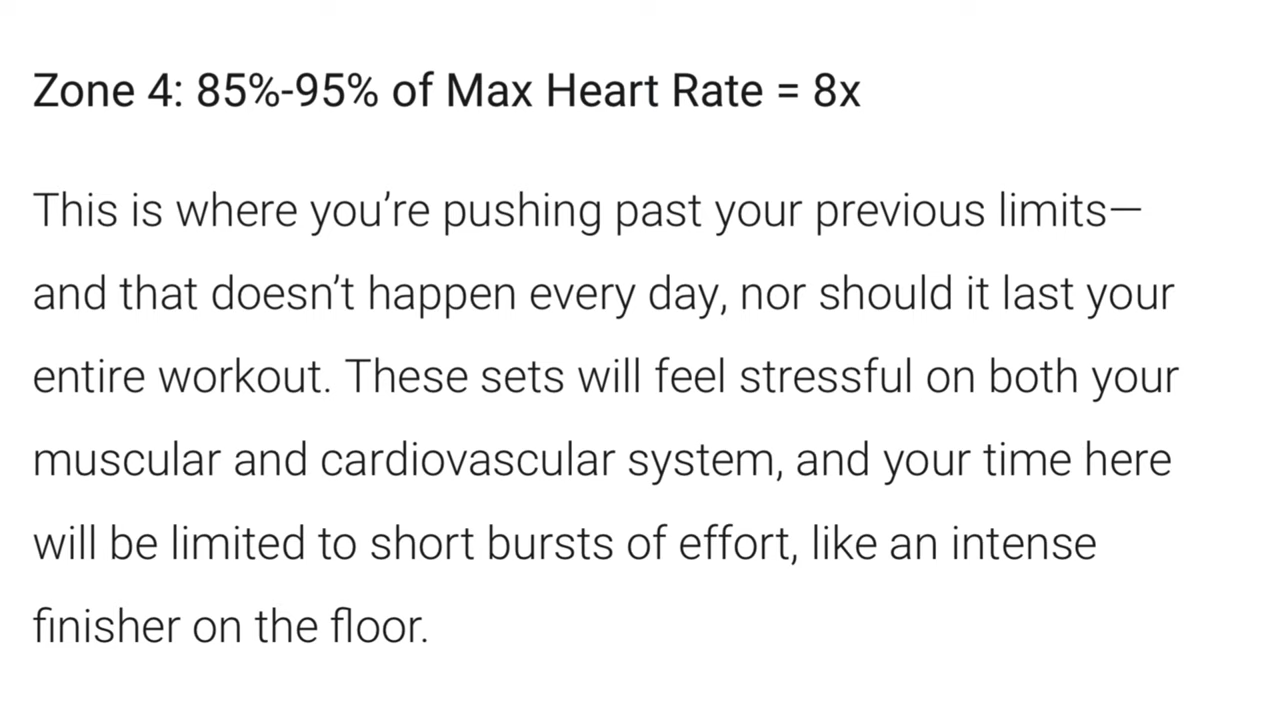 Zone 4: 85%-95% of Max Heart Rate = 8x
This is where you’re pushing past your previous limits—
and that doesn’t happen every day, nor should it last your
entire workout. These sets will feel stressful on both your
muscular and cardiovascular system, and your time here
will be limited to short bursts of effort, like an intense
finisher on the floor.